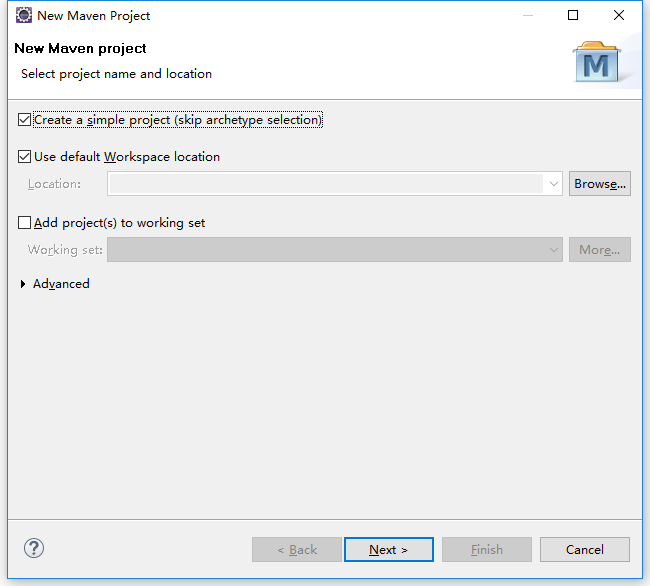 New Maven Project
New Maven project
Select project name and location
M
Create a simple project (skip archetype selection)
Use default Workspace location
Location:
Browse...
Add project(s) to working set
Working set:
More...
Advanced
?
< Back
Next >
Finish
Cancel